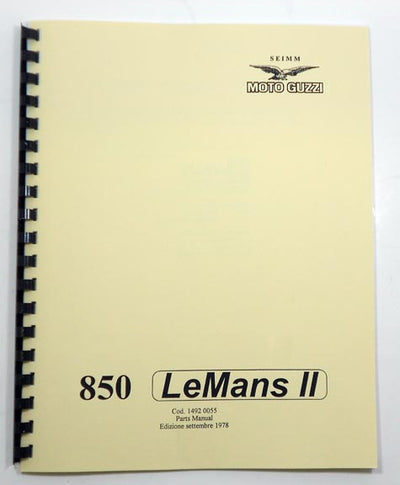 SEIMM
MOTO GUZZI
850 LeMans II
Cod. 1492 0055
Parts Manual
Edizione settembre 1978